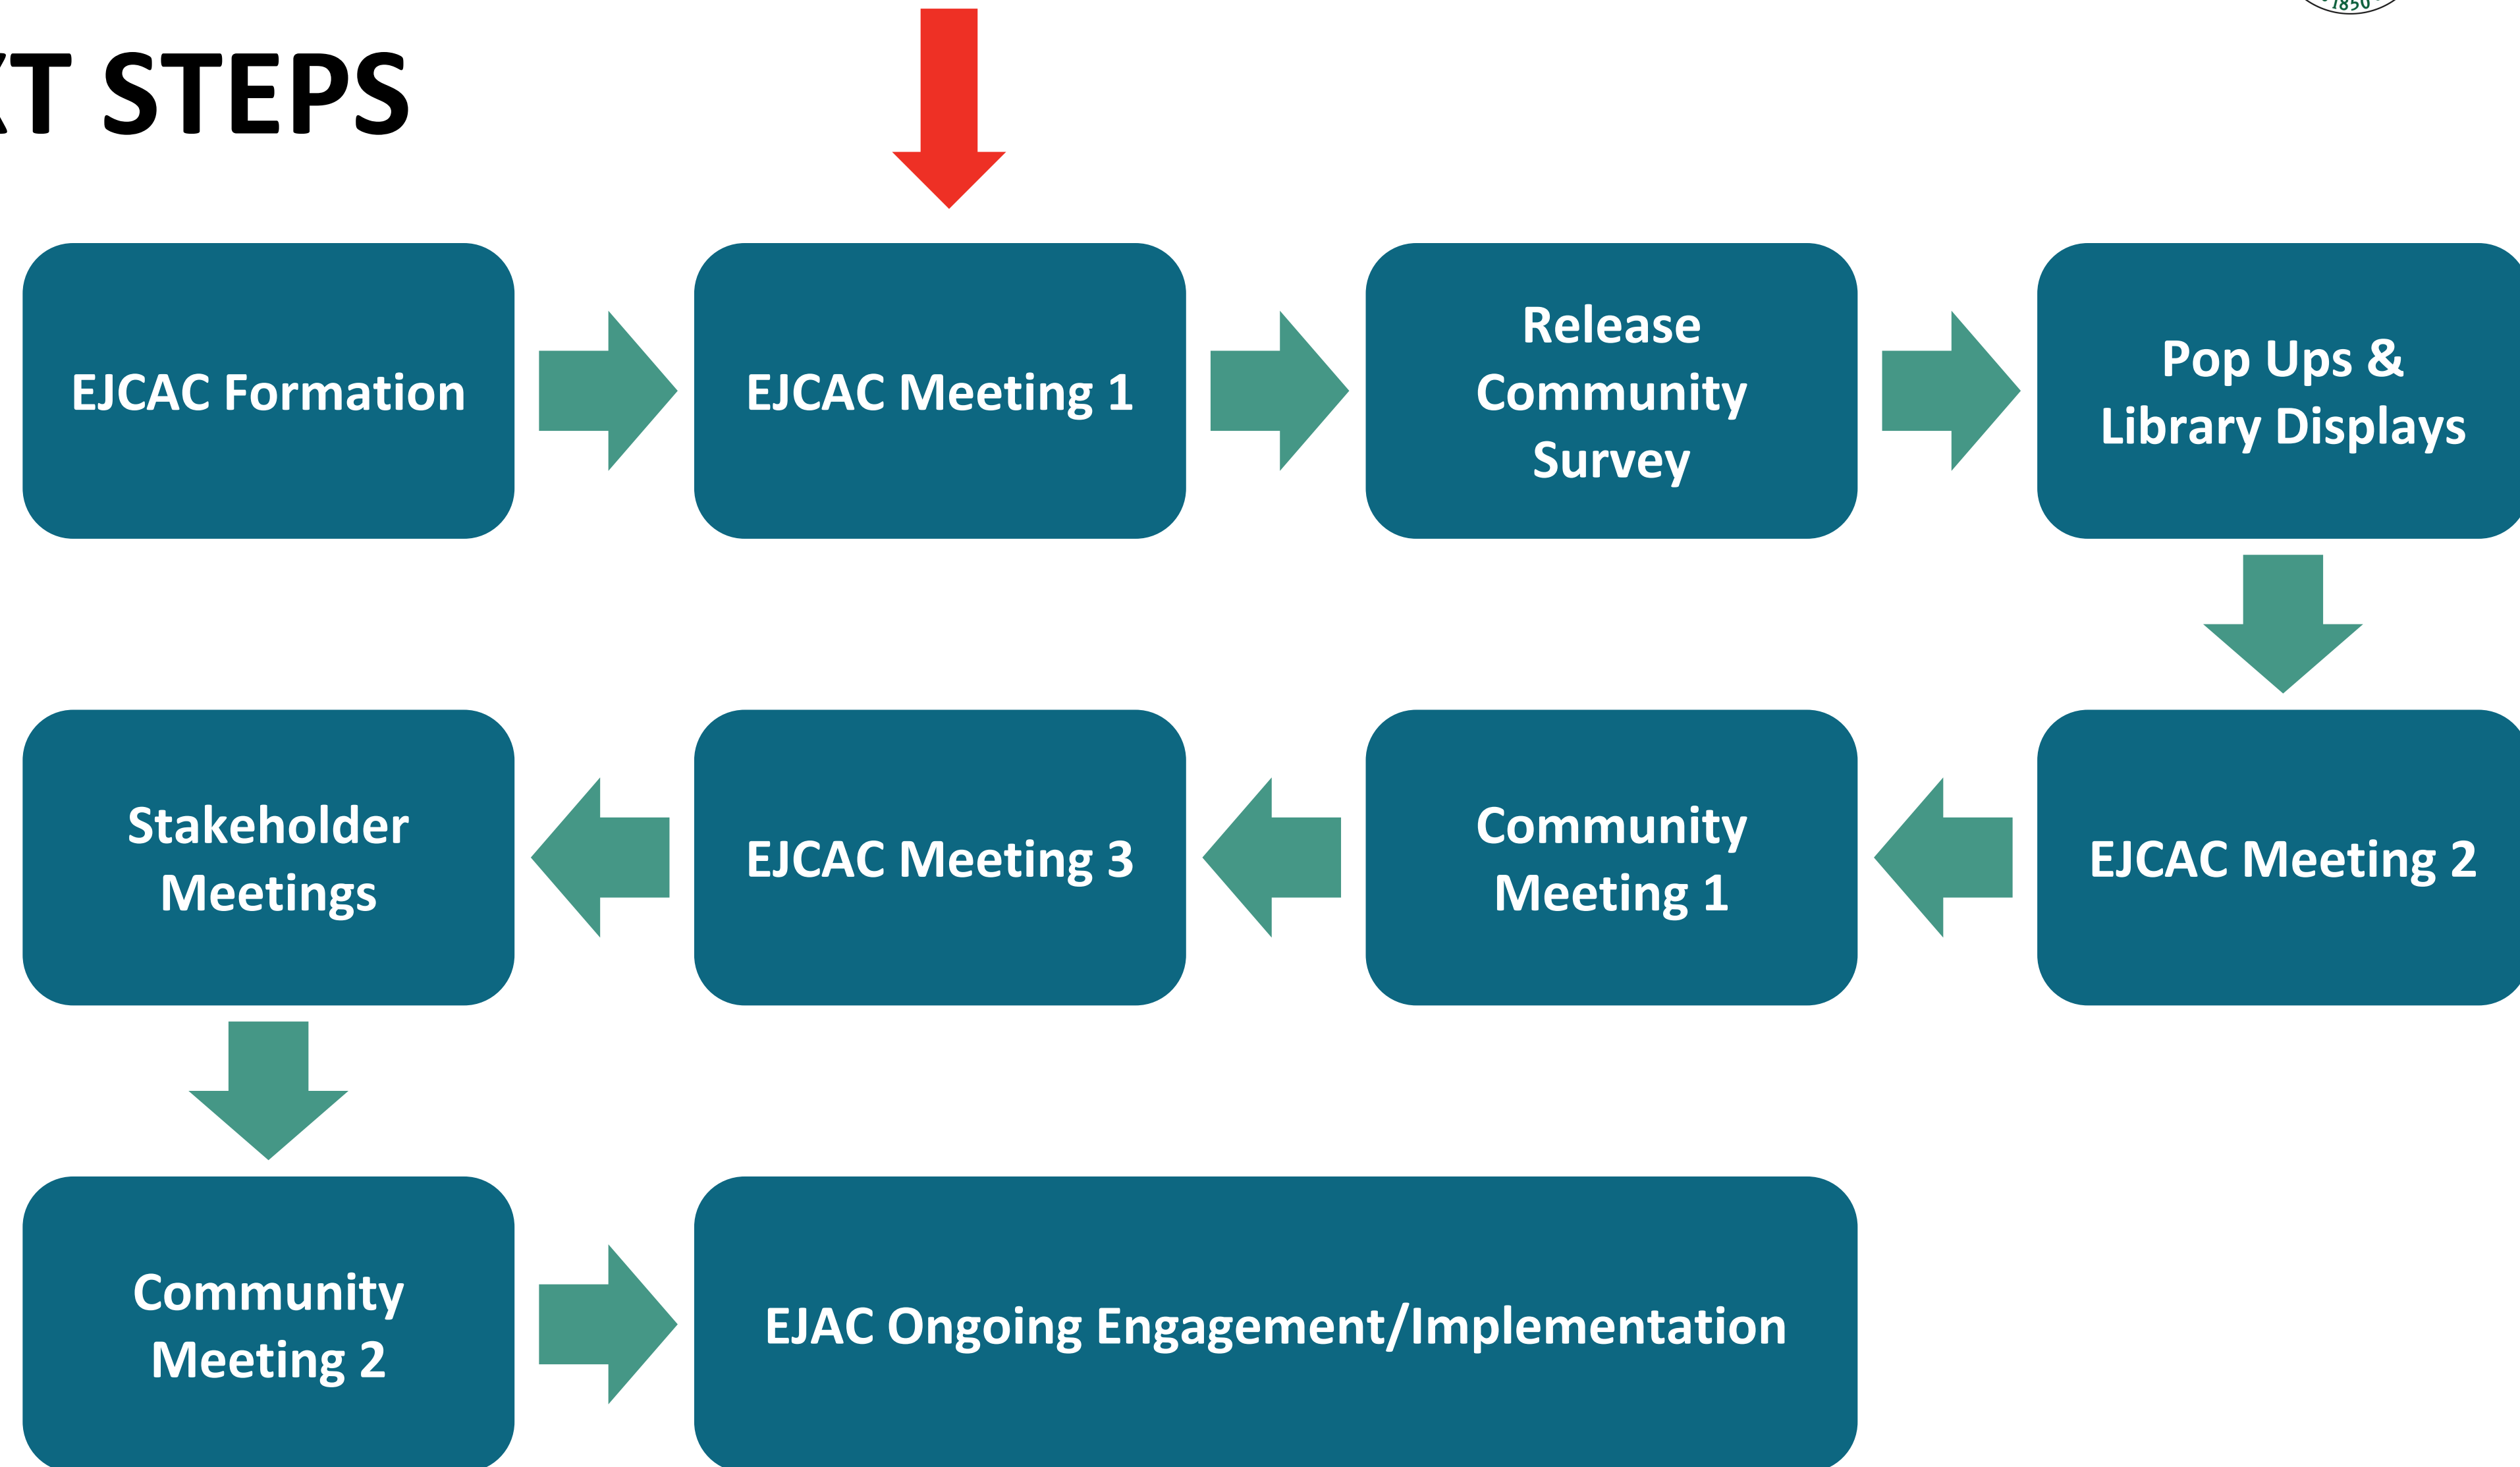 1850
T STEPS
EJCAC Formation
EJCAC Meeting 1
Release
Community
Survey
Pop Ups &
Library Displays
EJCAC Meeting 2
Community
Meeting 1
EJCAC Meeting 3
Stakeholder
Meetings
Community
Meeting 2
EJAC Ongoing Engagement/Implementation